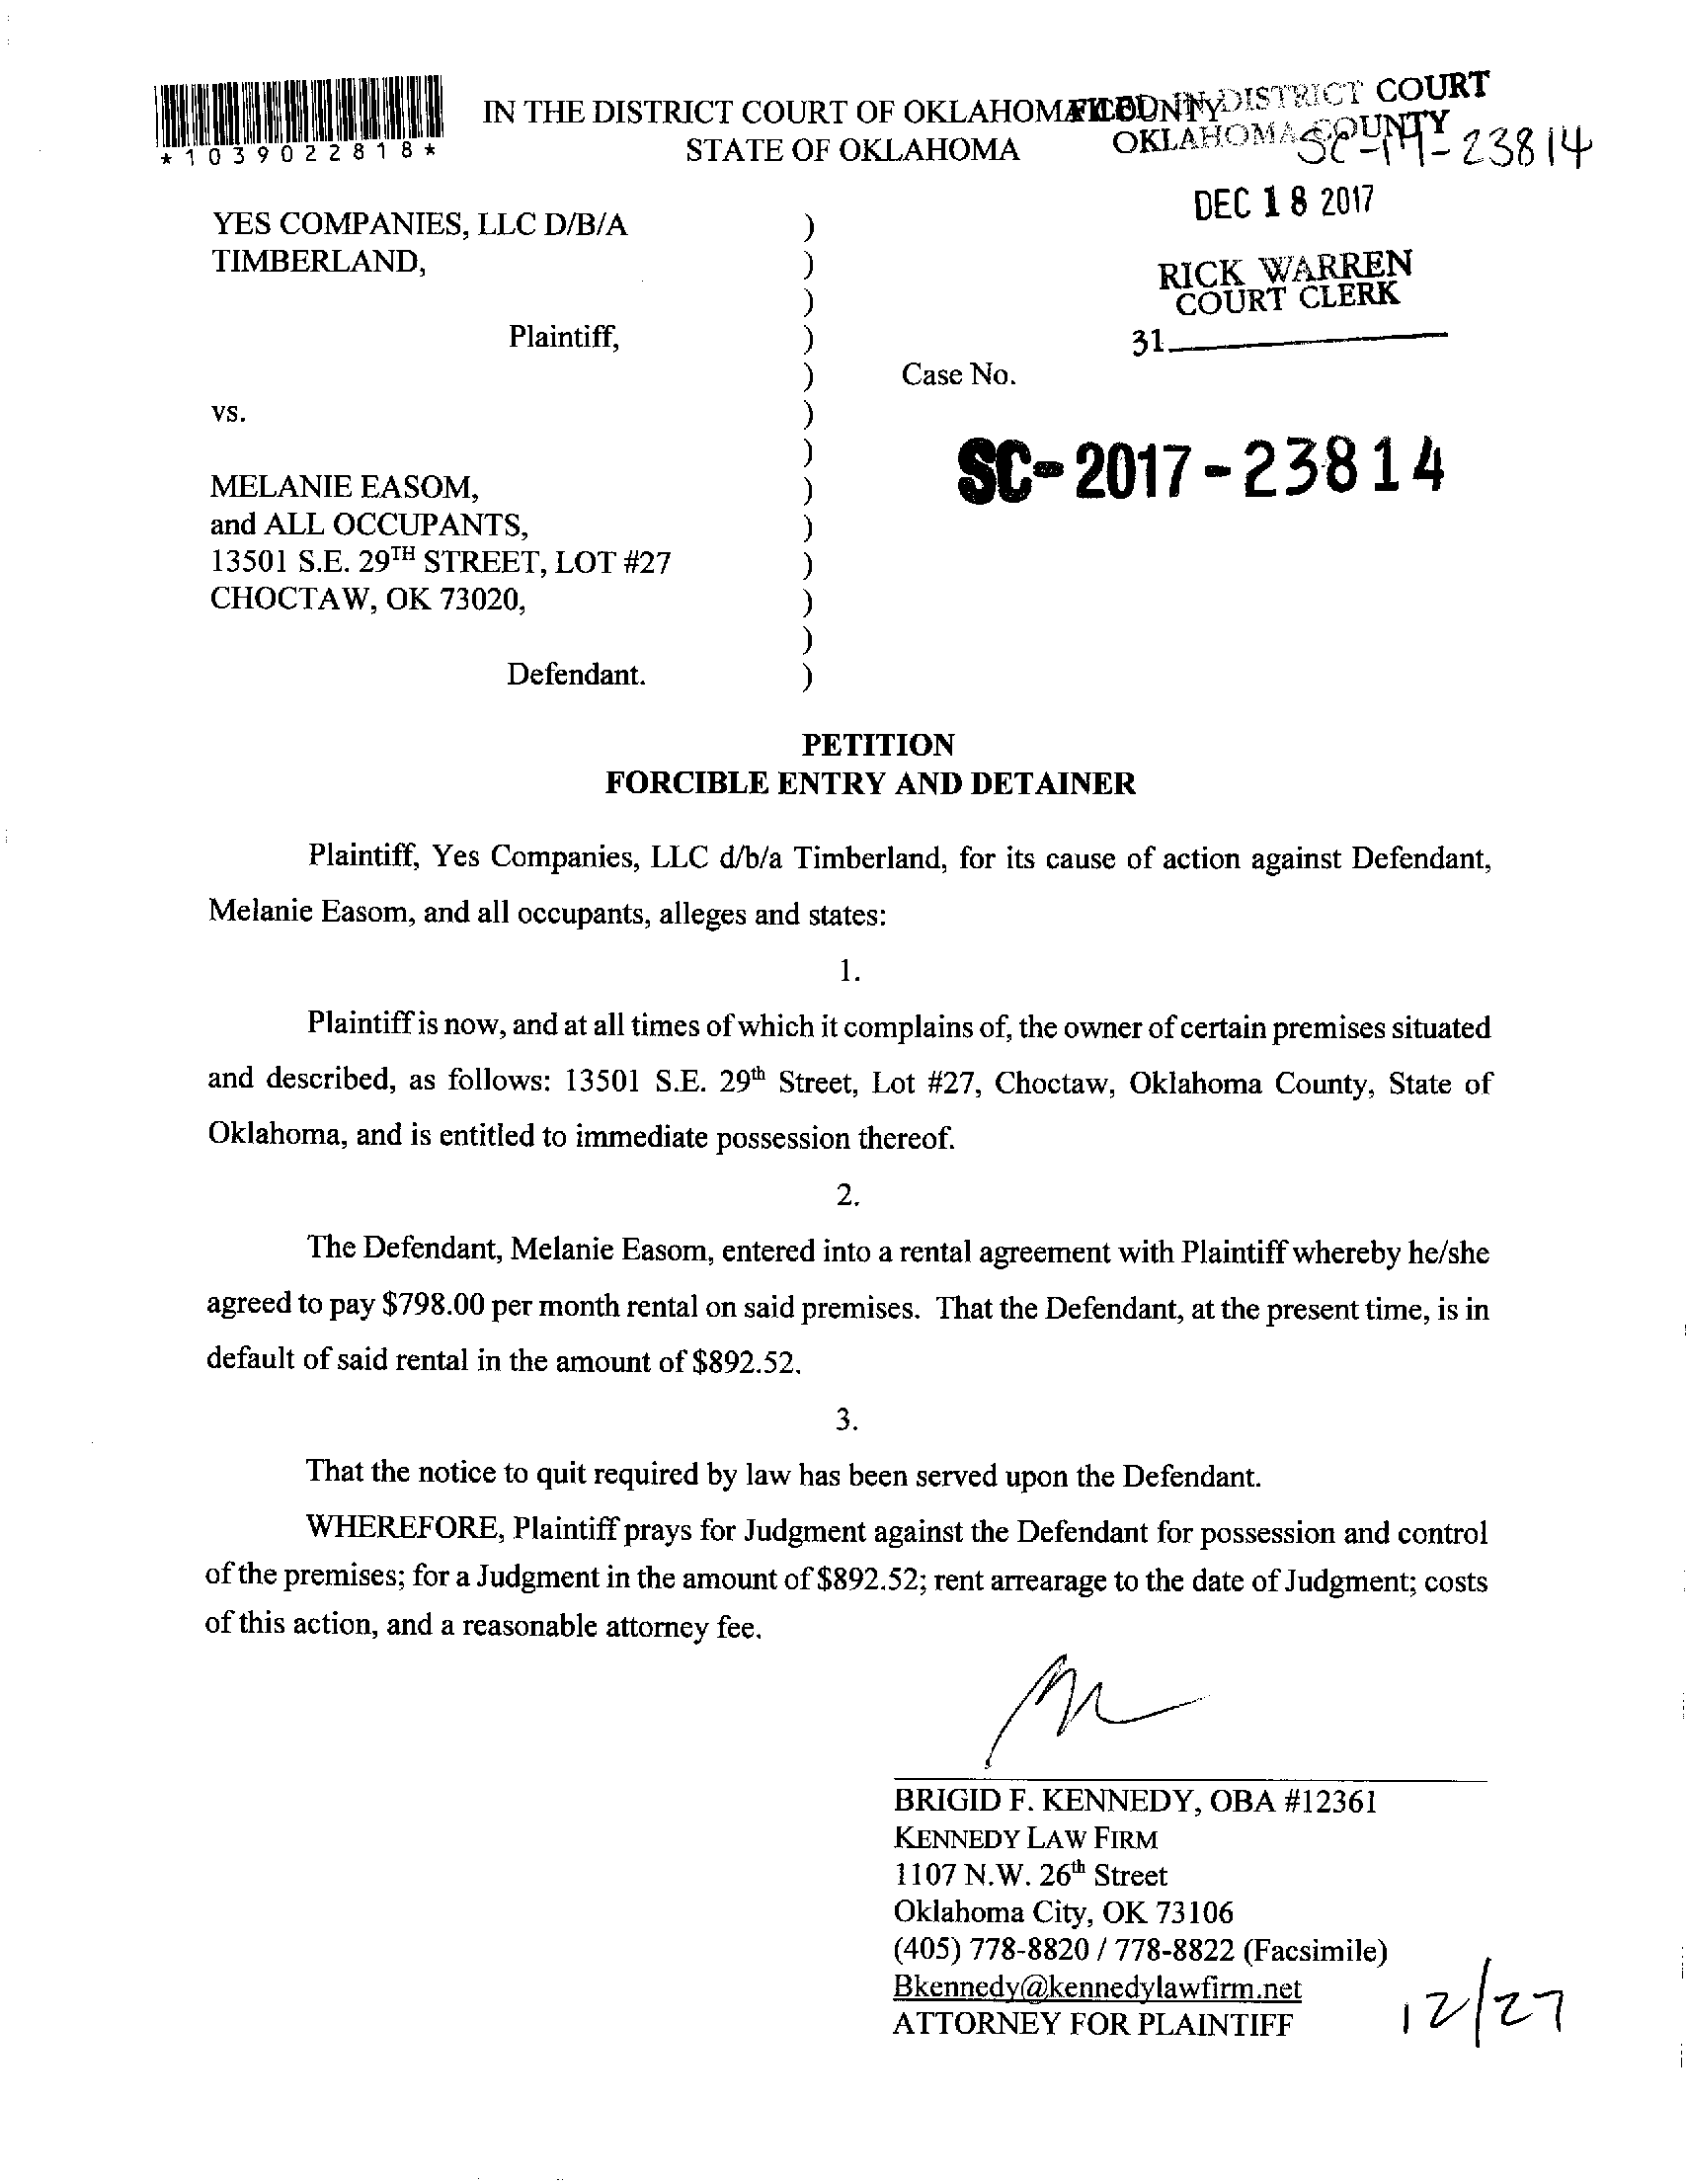 IN THE DISTRICT COURT OF OKLAHOMA COUNTY
STATE OF OKLAHOMA
FILED IN DISTRICT COURT
OKLAHOMA COUNTY
SC-17-23814
*1039022818*
DEC 18 2017
RICK WARREN
COURT CLERK
31
YES COMPANIES, LLC D/B/A )
TIMBERLAND, )
)
Plaintiff, )
) Case No.
vs. )
) SC-2017-23814
MELANIE EASOM, )
and ALL OCCUPANTS, )
13501 S.E. 29TH STREET, LOT #27 )
CHOCTAW, OK 73020, )
)
Defendant. )
PETITION
FORCIBLE ENTRY AND DETAINER
Plaintiff, Yes Companies, LLC d/b/a Timberland, for its cause of action against Defendant,
Melanie Easom, and all occupants, alleges and states:
1.
Plaintiff is now, and at all times of which it complains of, the owner of certain premises situated
and described, as follows: 13501 S.E. 29th Street, Lot #27, Choctaw, Oklahoma County, State of
Oklahoma, and is entitled to immediate possession thereof.
2.
The Defendant, Melanie Easom, entered into a rental agreement with Plaintiff whereby he/she
agreed to pay $798.00 per month rental on said premises. That the Defendant, at the present time, is in
default of said rental in the amount of $892.52.
3.
That the notice to quit required by law has been served upon the Defendant.
WHEREFORE, Plaintiff prays for Judgment against the Defendant for possession and control
of the premises; for a Judgment in the amount of $892.52; rent arrearage to the date of Judgment; costs
of this action, and a reasonable attorney fee.
BRIGID F. KENNEDY, OBA #12361
KENNEDY LAW FIRM
1107 N.W. 26th Street
Oklahoma City, OK 73106
(405) 778-8820 / 778-8822 (Facsimile)
Bkennedy@kennedylawfirm.net
ATTORNEY FOR PLAINTIFF
12/27